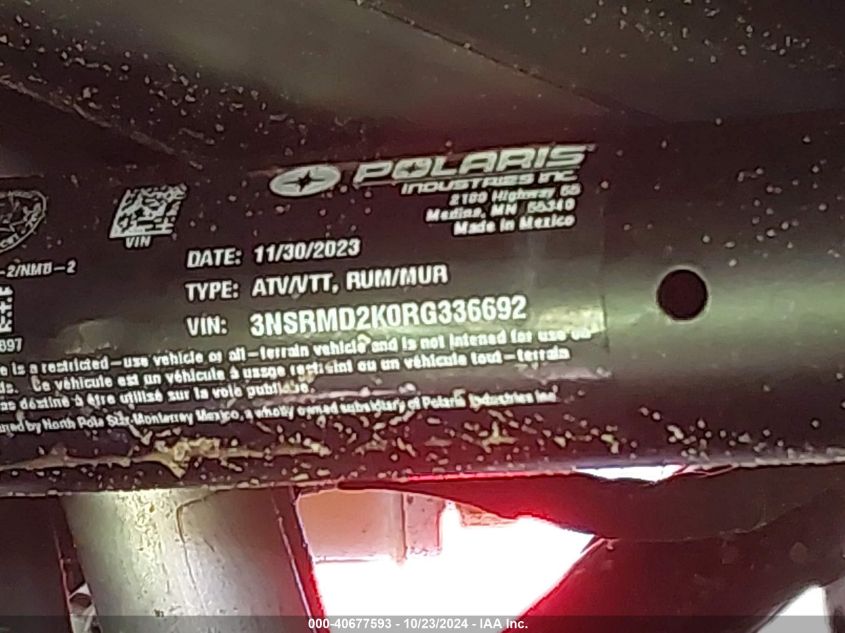 POLARIS
INDUSTRIES INC
2100 Highway 55
Medina, MN 55340
Made in Mexico
VIN
-2/NMB-2
DATE: 11/30/2023
TYPE: ATV/VTT, RUM/MUR
VIN: 3NSRMD2K0RG336692
897
e is a restricted-use vehicle or all-terrain vehicle and is not intened for use on
ds. Ce véhicule est un véhicule à usage restreint ou un véhicule tout-terrain
as destiné à être utilisé sur la voie publique.
ured by North Pole Star-Monterrey Mexico, a wholly owned subsidiary of Polaris Industries Inc
000-40677593 - 10/23/2024 - IAA Inc.